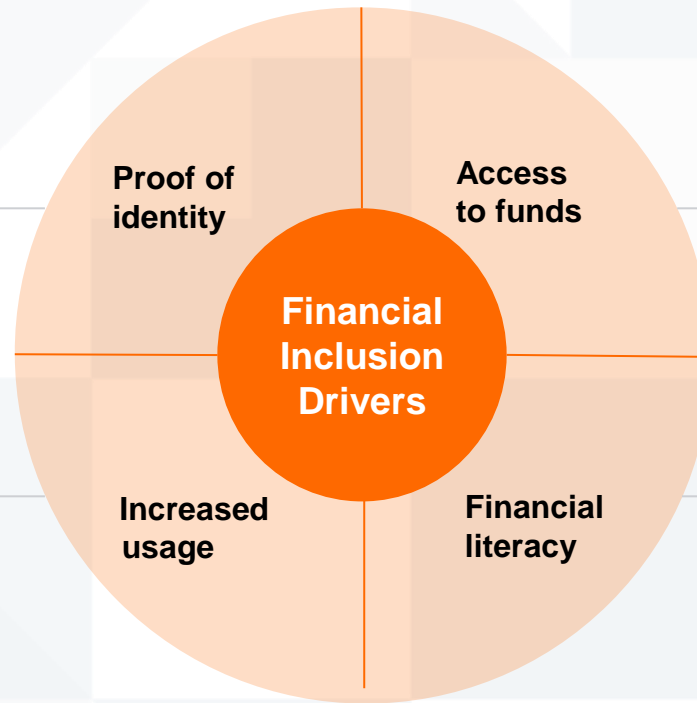 Proof of
identity
Access
to funds
Financial
Inclusion
Drivers
Increased
usage
Financial
literacy